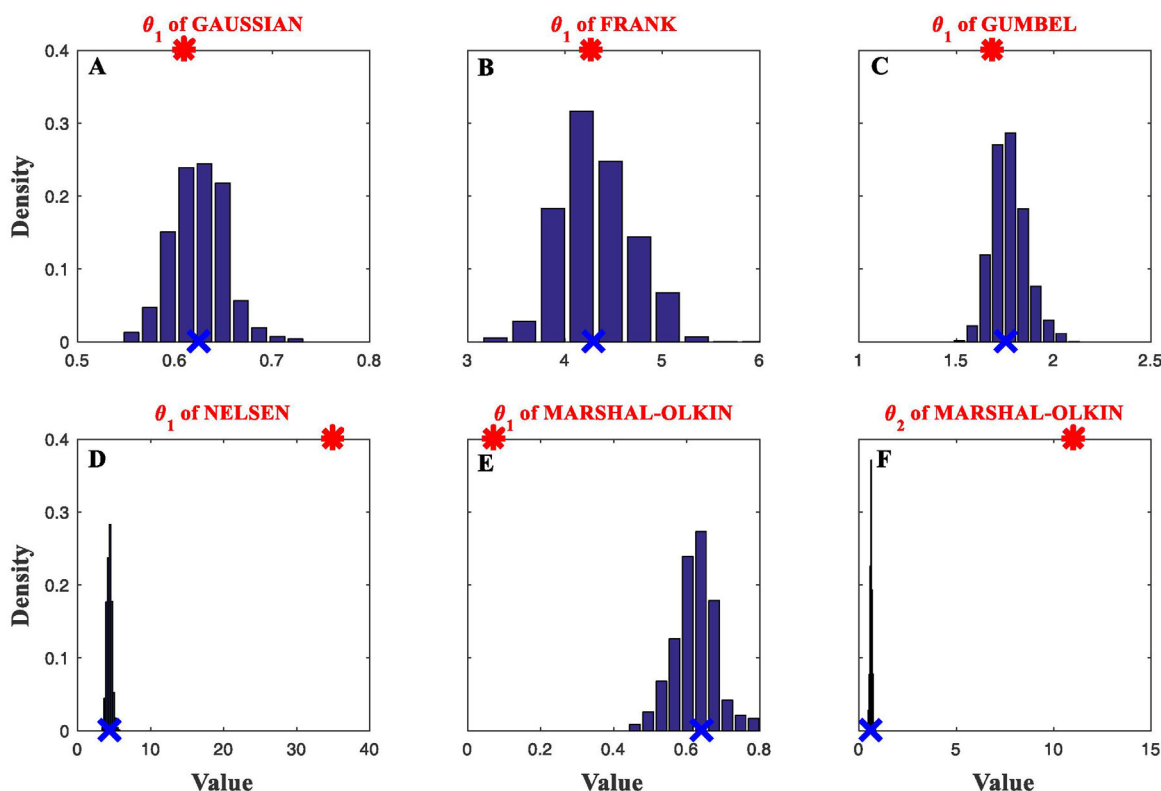 θ1 of GAUSSIAN
θ1 of FRANK
θ1 of GUMBEL
0.4
0.3
0.2
0.1
0
Density
A
0.5 0.6 0.7 0.8
B
3 4 5 6
C
1 1.5 2 2.5
θ1 of NELSEN
θ1 of MARSHAL-OLKIN
θ2 of MARSHAL-OLKIN
0.4
0.3
0.2
0.1
0
Density
D
0 10 20 30 40
Value
E
0 0.2 0.4 0.6 0.8
Value
F
0 5 10 15
Value